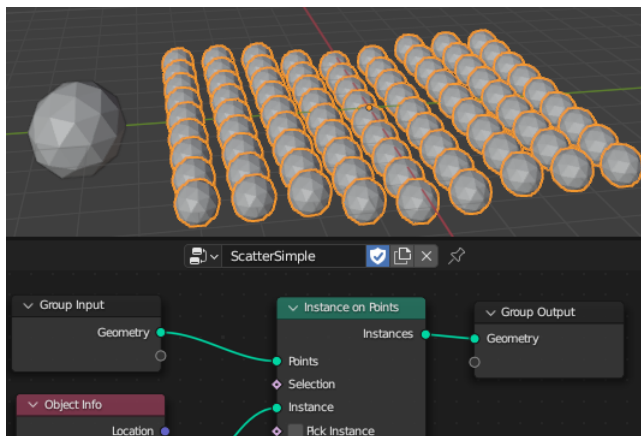 ScatterSimple
Group Input
Geometry
Instance on Points
Instances
Points
Selection
Instance
Pick Instance
Group Output
Geometry
Object Info
Location